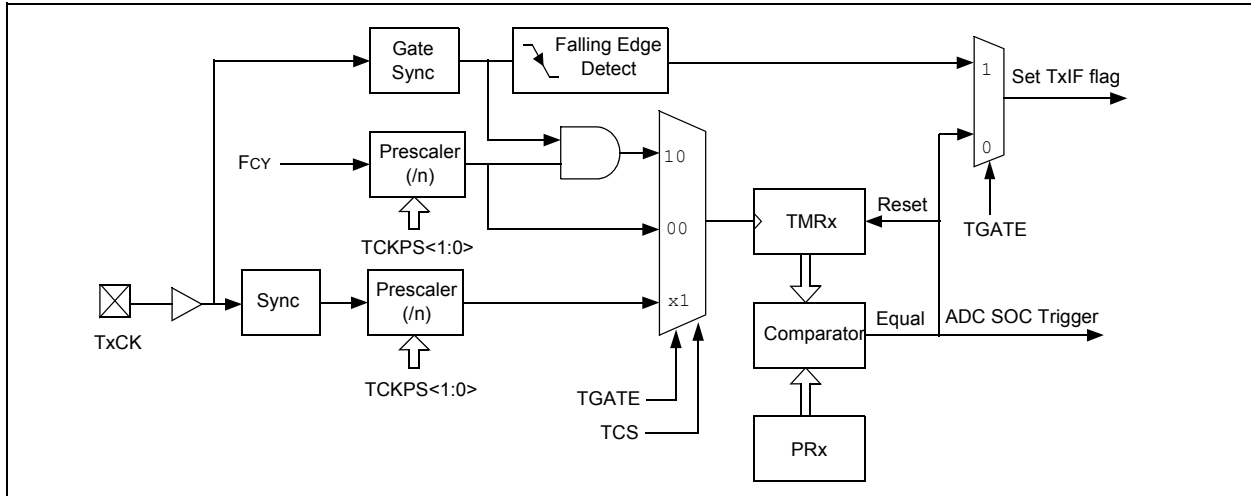 Gate
Sync
Falling Edge
Detect
1
Set TxIF flag
0
TGATE
FCY
Prescaler
(/n)
TCKPS<1:0>
10
00
x1
TMRx
Reset
TxCK
Sync
Prescaler
(/n)
TCKPS<1:0>
TGATE
TCS
Comparator
Equal
ADC SOC Trigger
PRx